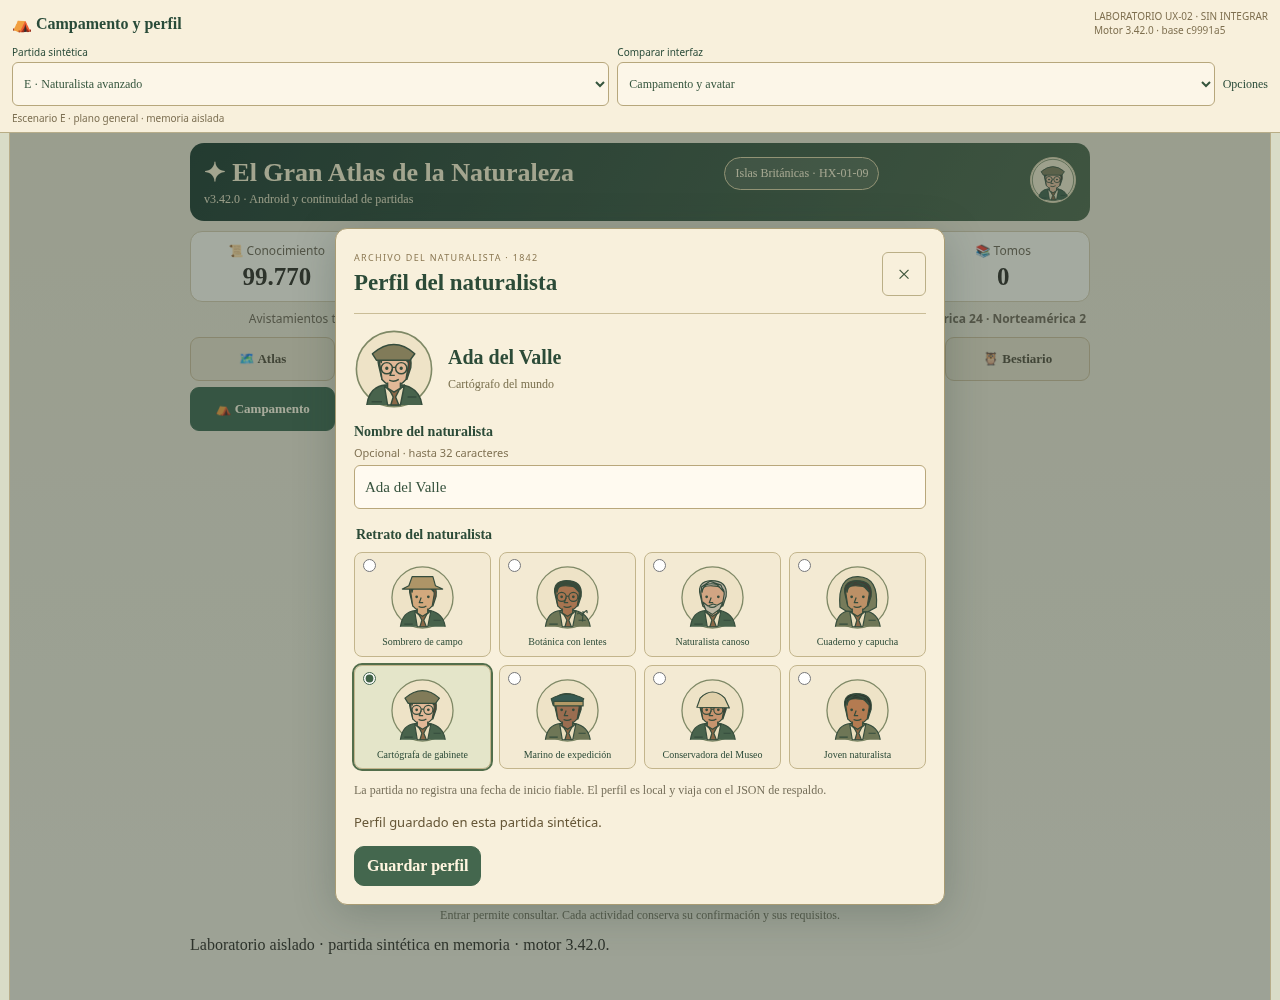 ⛺ Campamento y perfil
LABORATORIO UX-02 · SIN INTEGRAR
Motor 3.42.0 · base c9991a5
Partida sintética
Comparar interfaz
E · Naturalista avanzado
Campamento y avatar
Opciones
Escenario E · plano general · memoria aislada
✦ El Gran Atlas de la Naturaleza
v3.42.0 · Android y continuidad de partidas
Islas Británicas · HX-01-09
📜 Conocimiento
99.770
📚 Tomos
0
Avistamientos t
rica 24 · Norteamérica 2
🗺️ Atlas
🦉 Bestiario
⛺ Campamento
ARCHIVO DEL NATURALISTA · 1842
Perfil del naturalista
×
Ada del Valle
Cartógrafo del mundo
Nombre del naturalista
Opcional · hasta 32 caracteres
Ada del Valle
Retrato del naturalista
Sombrero de campo
Botánica con lentes
Naturalista canoso
Cuaderno y capucha
Cartógrafa de gabinete
Marino de expedición
Conservadora del Museo
Joven naturalista
La partida no registra una fecha de inicio fiable. El perfil es local y viaja con el JSON de respaldo.
Perfil guardado en esta partida sintética.
Guardar perfil
Entrar permite consultar. Cada actividad conserva su confirmación y sus requisitos.
Laboratorio aislado · partida sintética en memoria · motor 3.42.0.